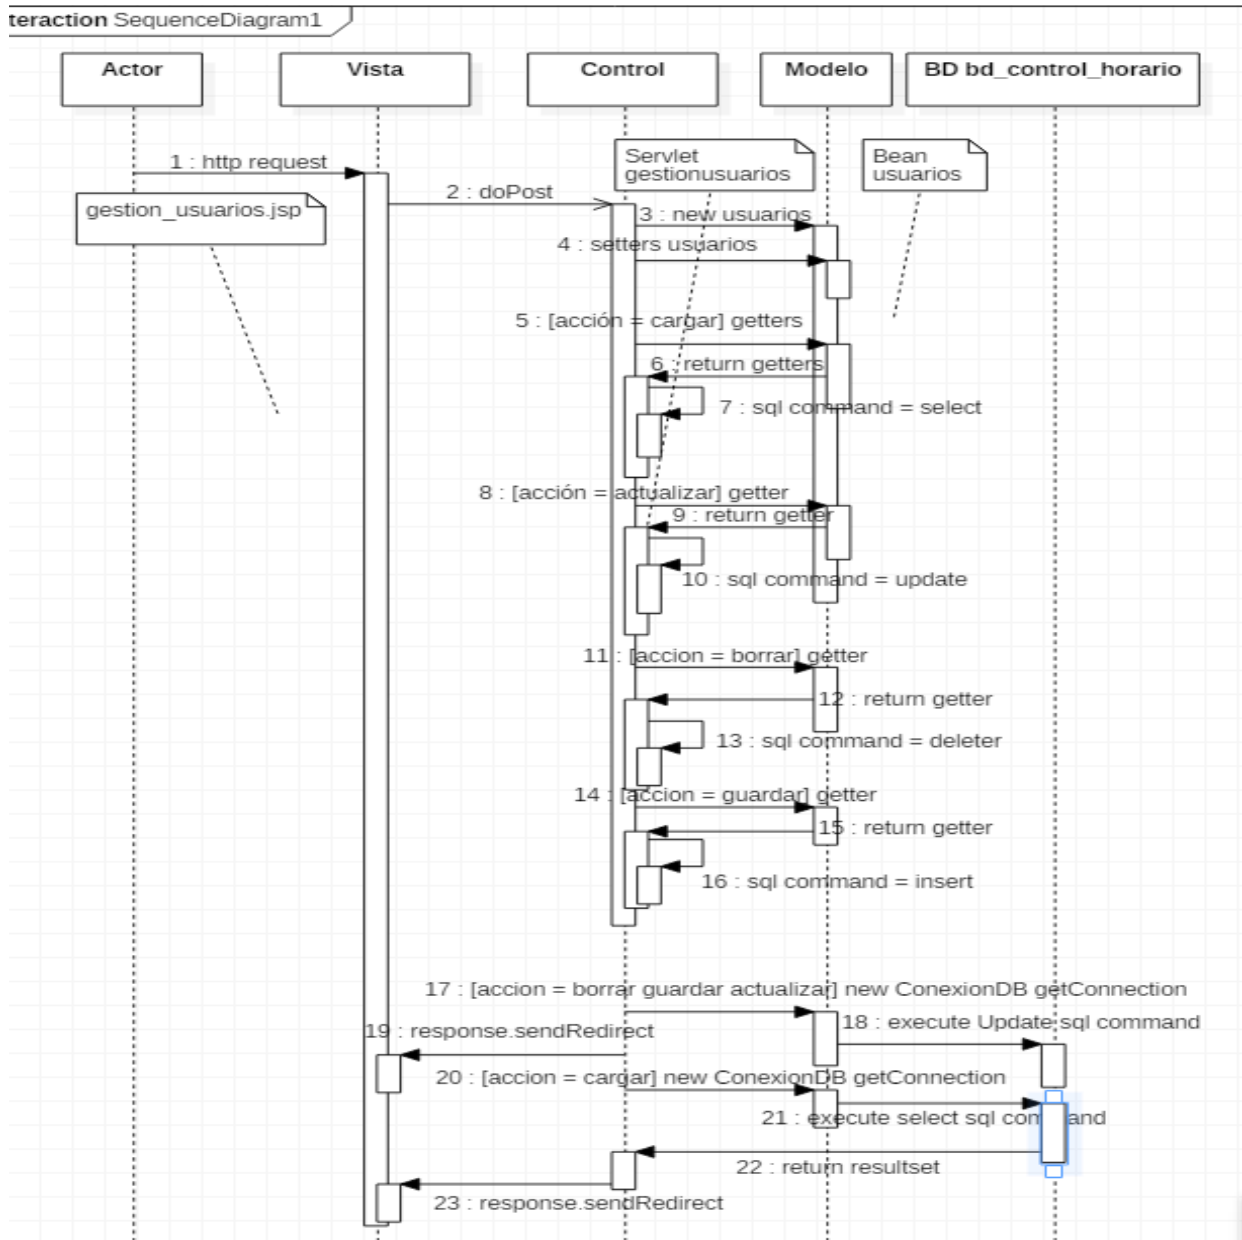 teraction SequenceDiagram1
Actor
Vista
Control
Modelo
BD bd_control_horario
1 : http request
Servlet
gestionusuarios
Bean
usuarios
gestion_usuarios.jsp
2 : doPost
3 : new usuarios
4 : setters usuarios
5 : [acción = cargar] getters
6 : return getters
7 : sql command = select
8 : [acción = actualizar] getter
9 : return getter
10 : sql command = update
11 : [accion = borrar] getter
12 : return getter
13 : sql command = deleter
14 : [accion = guardar] getter
15 : return getter
16 : sql command = insert
17 : [accion = borrar guardar actualizar] new ConexionDB getConnection
18 : execute Update sql command
19 : response.sendRedirect
20 : [accion = cargar] new ConexionDB getConnection
21 : execute select sql command
22 : return resultset
23 : response.sendRedirect